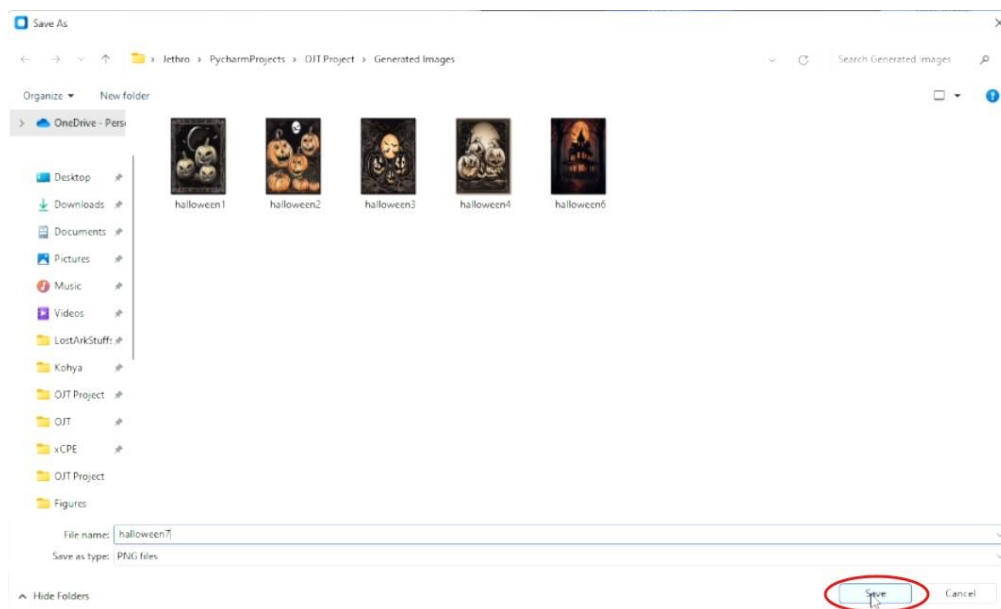 Save As
Jethro > PycharmProjects > OJT Project > Generated Images
Search Generated Images
Organize
New folder
OneDrive - Perso
halloween1
halloween2
halloween3
halloween4
halloween6
Desktop
Downloads
Documents
Pictures
Music
Videos
LostArkStuff
Kohya
OJT Project
OJT
xCPE
OJT Project
Figures
File name: halloween7
Save as type: PNG files
Hide Folders
Save
Cancel